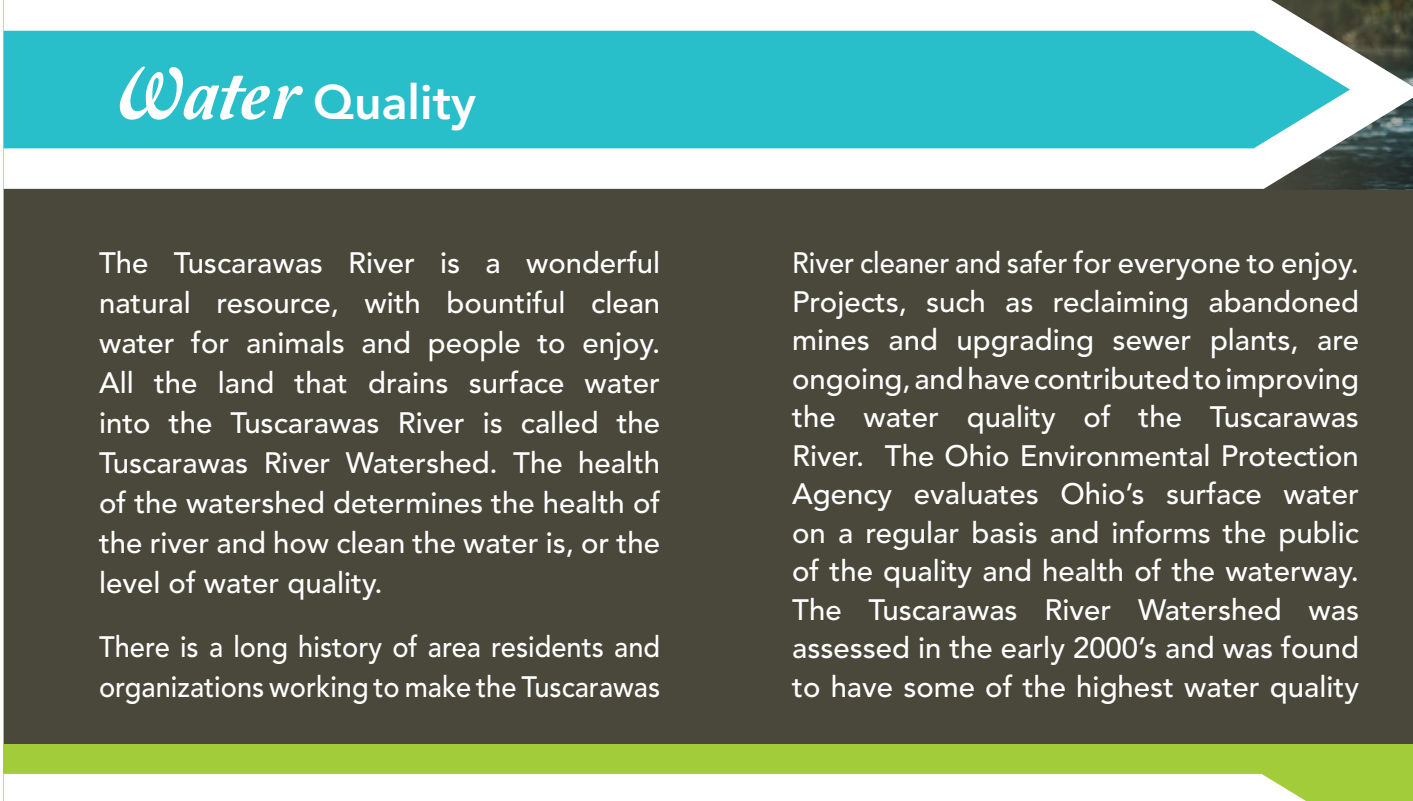 Water Quality
The Tuscarawas River is a wonderful
natural resource, with bountiful clean
water for animals and people to enjoy.
All the land that drains surface water
into the Tuscarawas River is called the
Tuscarawas River Watershed. The health
of the watershed determines the health of
the river and how clean the water is, or the
level of water quality.
There is a long history of area residents and
organizations working to make the Tuscarawas
River cleaner and safer for everyone to enjoy.
Projects, such as reclaiming abandoned
mines and upgrading sewer plants, are
ongoing, and have contributed to improving
the water quality of the Tuscarawas
River. The Ohio Environmental Protection
Agency evaluates Ohio’s surface water
on a regular basis and informs the public
of the quality and health of the waterway.
The Tuscarawas River Watershed was
assessed in the early 2000’s and was found
to have some of the highest water quality